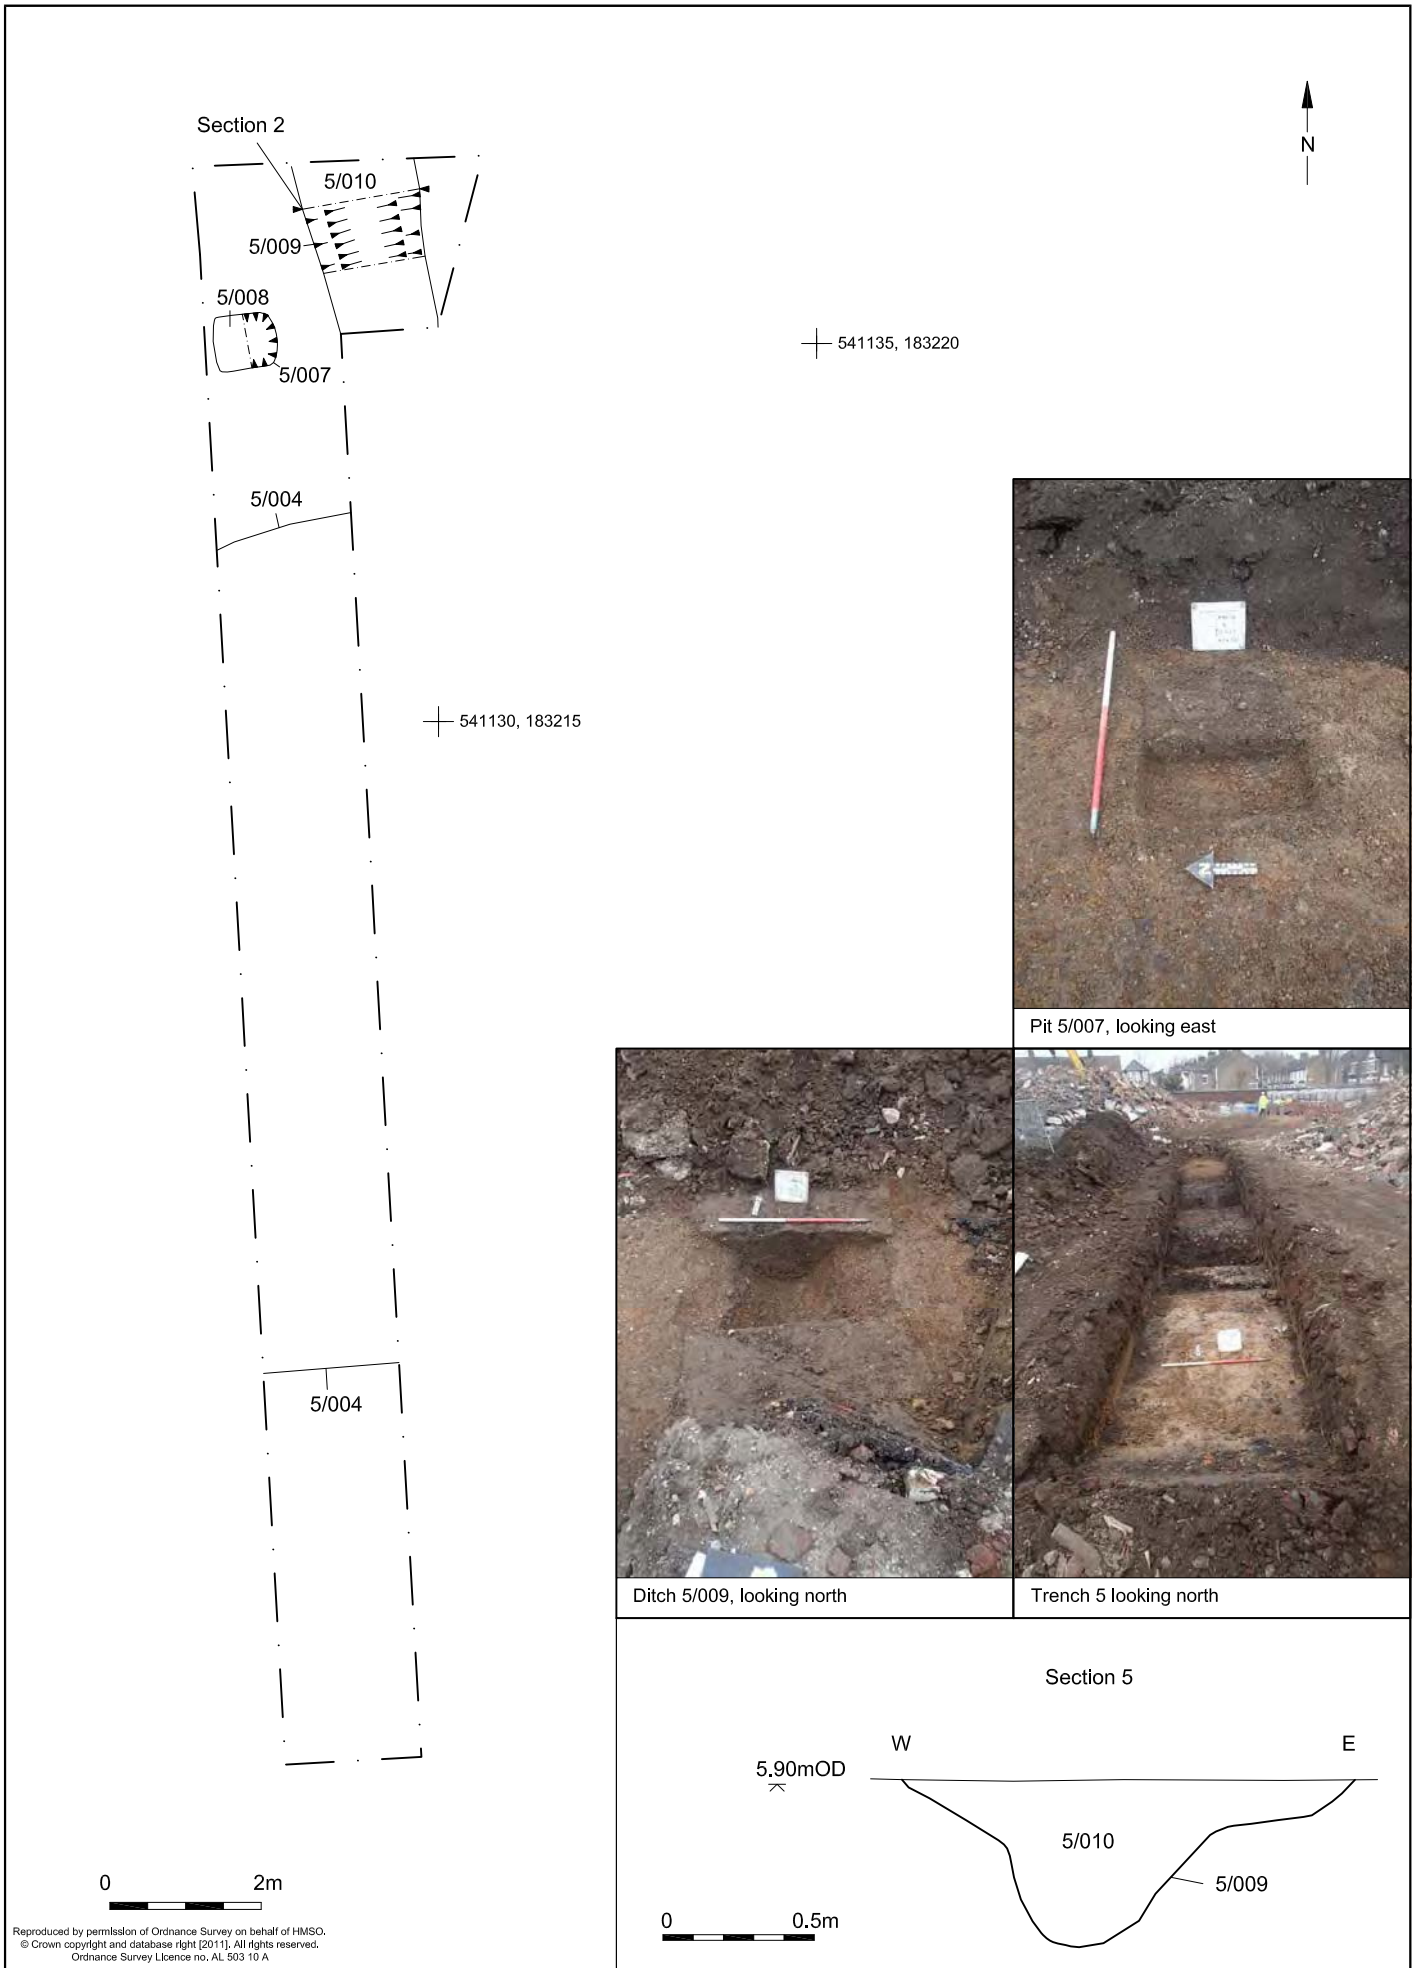 Section 2
N
5/010
5/009
5/008
5/007
541135, 183220
5/004
541130, 183215
Pit 5/007, looking east
5/004
Ditch 5/009, looking north
Trench 5 looking north
Section 5
W
E
5.90mOD
5/010
5/009
0
2m
0
0.5m
Reproduced by permission of Ordnance Survey on behalf of HMSO.
© Crown copyright and database right [2011]. All rights reserved.
Ordnance Survey Licence no. AL 503 10 A